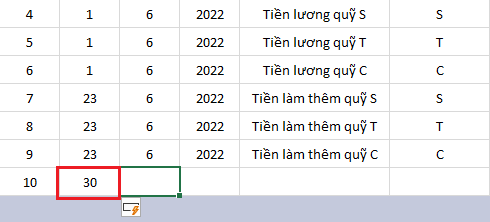 4 1 6 2022 Tiền lương quỹ S S
5 1 6 2022 Tiền lương quỹ T T
6 1 6 2022 Tiền lương quỹ C C
7 23 6 2022 Tiền làm thêm quỹ S S
8 23 6 2022 Tiền làm thêm quỹ T T
9 23 6 2022 Tiền làm thêm quỹ C C
10 30